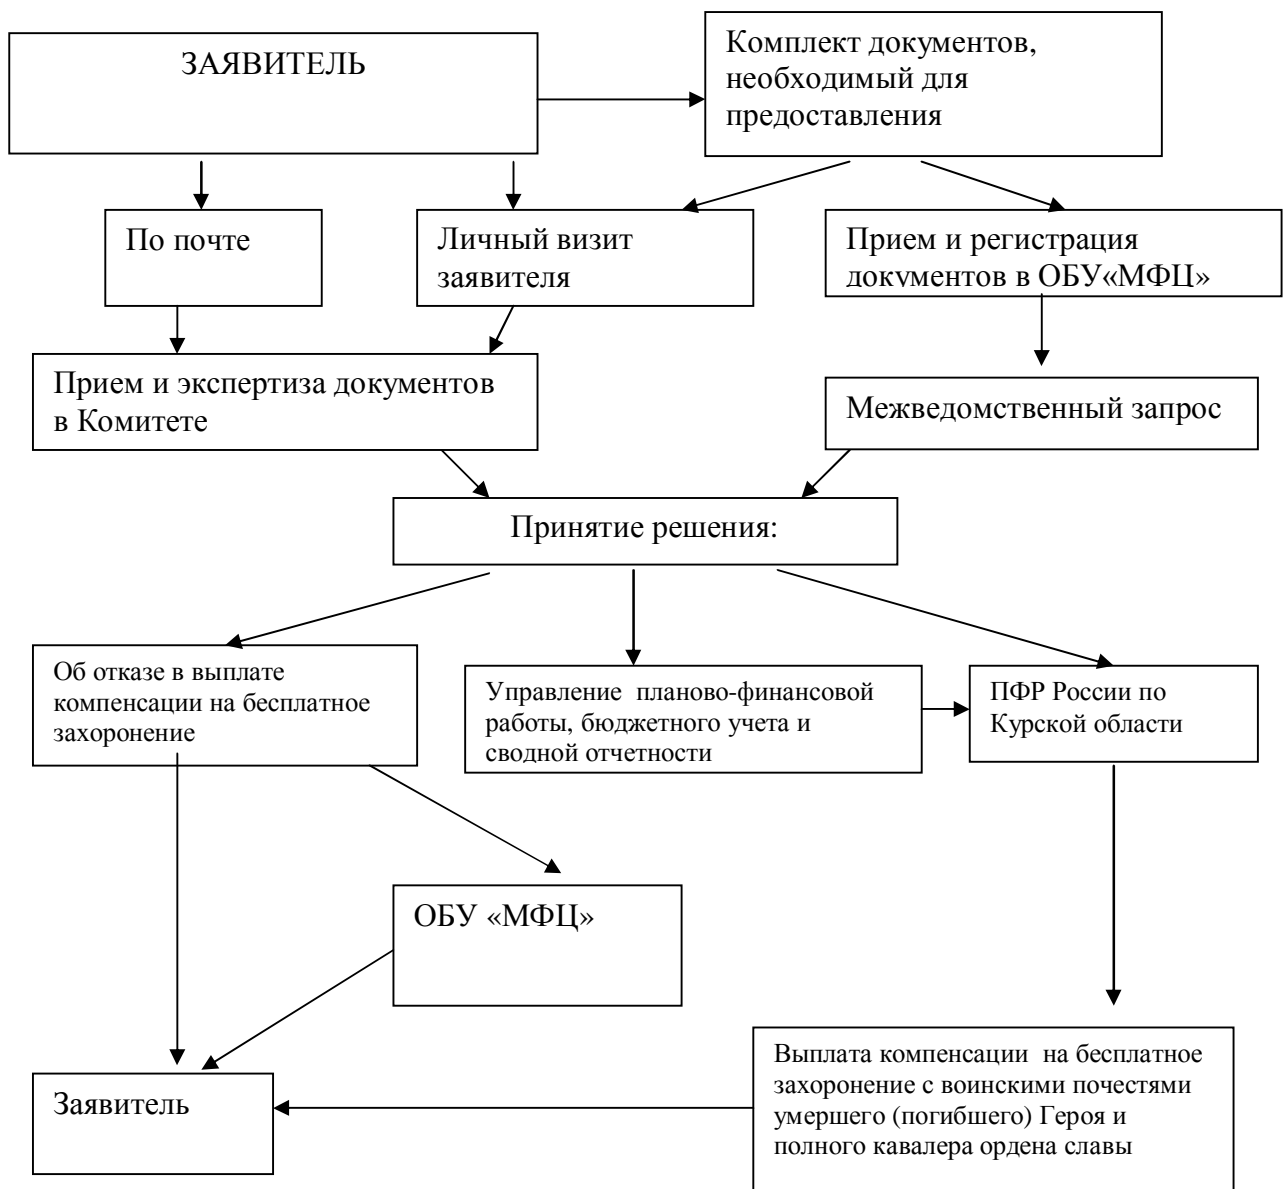 ЗАЯВИТЕЛЬ
Комплект документов,
необходимый для
предоставления
По почте
Личный визит
заявителя
Прием и регистрация
документов в ОБУ«МФЦ»
Прием и экспертиза документов
в Комитете
Межведомственный запрос
Принятие решения:
Об отказе в выплате
компенсации на бесплатное
захоронение
Управление планово-финансовой
работы, бюджетного учета и
сводной отчетности
ПФР России по
Курской области
ОБУ «МФЦ»
Заявитель
Выплата компенсации на бесплатное
захоронение с воинскими почестями
умершего (погибшего) Героя и
полного кавалера ордена славы